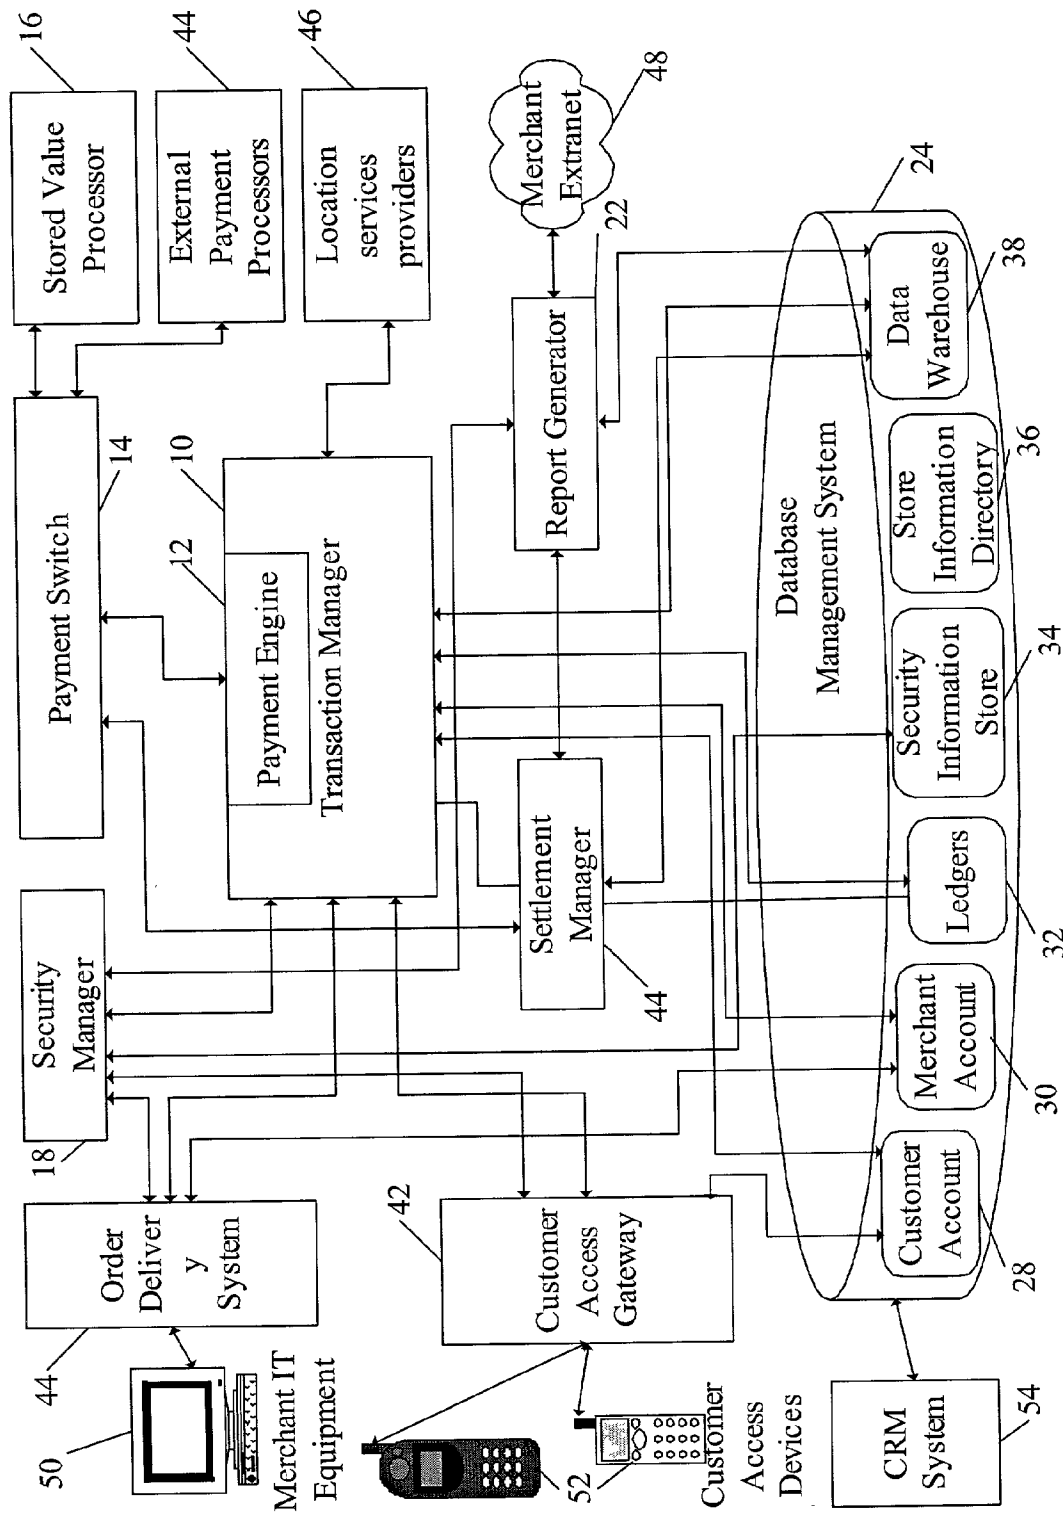 16
Stored Value
Processor
44
External
Payment
Processors
46
Location
services
providers
Merchant
Extranet
48
Payment Switch
14
10
12
Payment Engine
Transaction Manager
Report Generator
22
Security
Manager
18
Settlement
Manager
44
Order
Deliver
y
System
44
42
Customer
Access
Gateway
50
Merchant IT
Equipment
52
Customer
Access
Devices
Database
Management System
24
Customer
Account
28
Merchant
Account
30
Ledgers
32
Security
Information
Store
34
Store
Information
Directory
36
Data
Warehouse
38
CRM
System
54